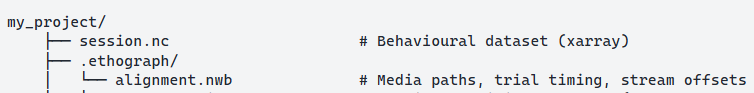 my_project/
├── session.nc # Behavioural dataset (xarray)
├── .ethograph/
│ └── alignment.nwb # Media paths, trial timing, stream offsets